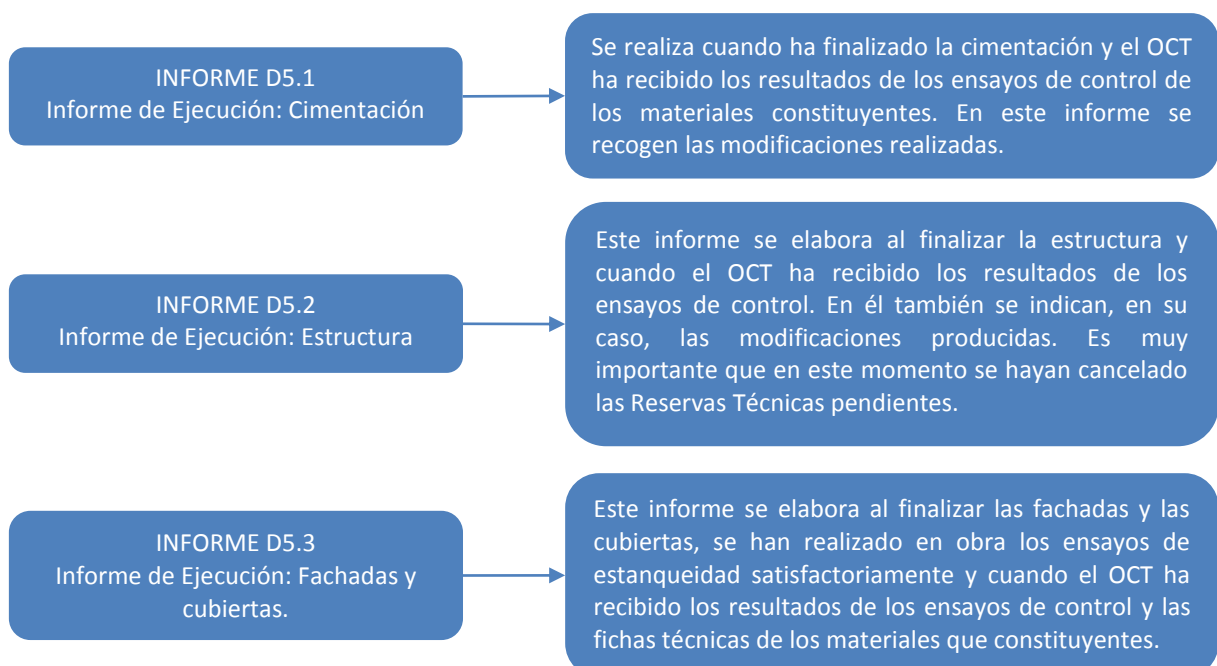 INFORME D5.1
Informe de Ejecución: Cimentación
Se realiza cuando ha finalizado la cimentación y el OCT
ha recibido los resultados de los ensayos de control de
los materiales constituyentes. En este informe se
recogen las modificaciones realizadas.
INFORME D5.2
Informe de Ejecución: Estructura
Este informe se elabora al finalizar la estructura y
cuando el OCT ha recibido los resultados de los
ensayos de control. En él también se indican, en su
caso, las modificaciones producidas. Es muy
importante que en este momento se hayan cancelado
las Reservas Técnicas pendientes.
INFORME D5.3
Informe de Ejecución: Fachadas y
cubiertas.
Este informe se elabora al finalizar las fachadas y las
cubiertas, se han realizado en obra los ensayos de
estanqueidad satisfactoriamente y cuando el OCT ha
recibido los resultados de los ensayos de control y las
fichas técnicas de los materiales que constituyentes.